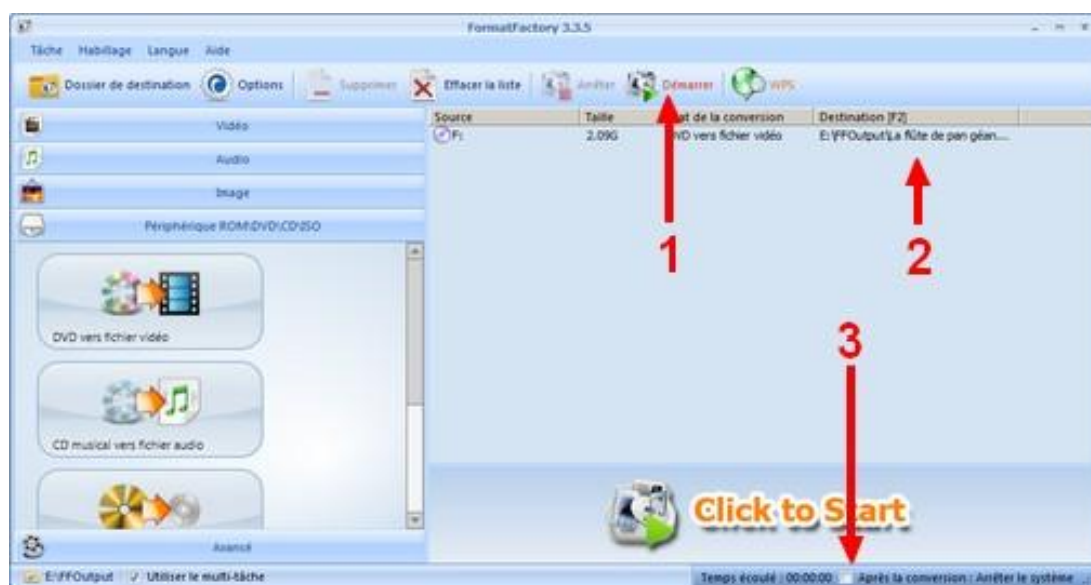 FormatFactory 3.3.5
Tâche Habillage Langue Aide
Dossier de destination Options Supprimer Effacer la liste Arrêter Démarrer WPS
Vidéo
Audio
Image
Périphérique ROM\DVD\CD\ISO
DVD vers fichier vidéo
CD musical vers fichier audio
Avancé
Source Taille de la conversion Destination [F2]
F: 2.09G vers fichier vidéo E:\FFOutput\La flûte de pan géan....
1
2
3
Click to Start
E:\FFOutput Utiliser le multi-tâche Temps écoulé : 00:00:00 Après la conversion : Arrêter le système